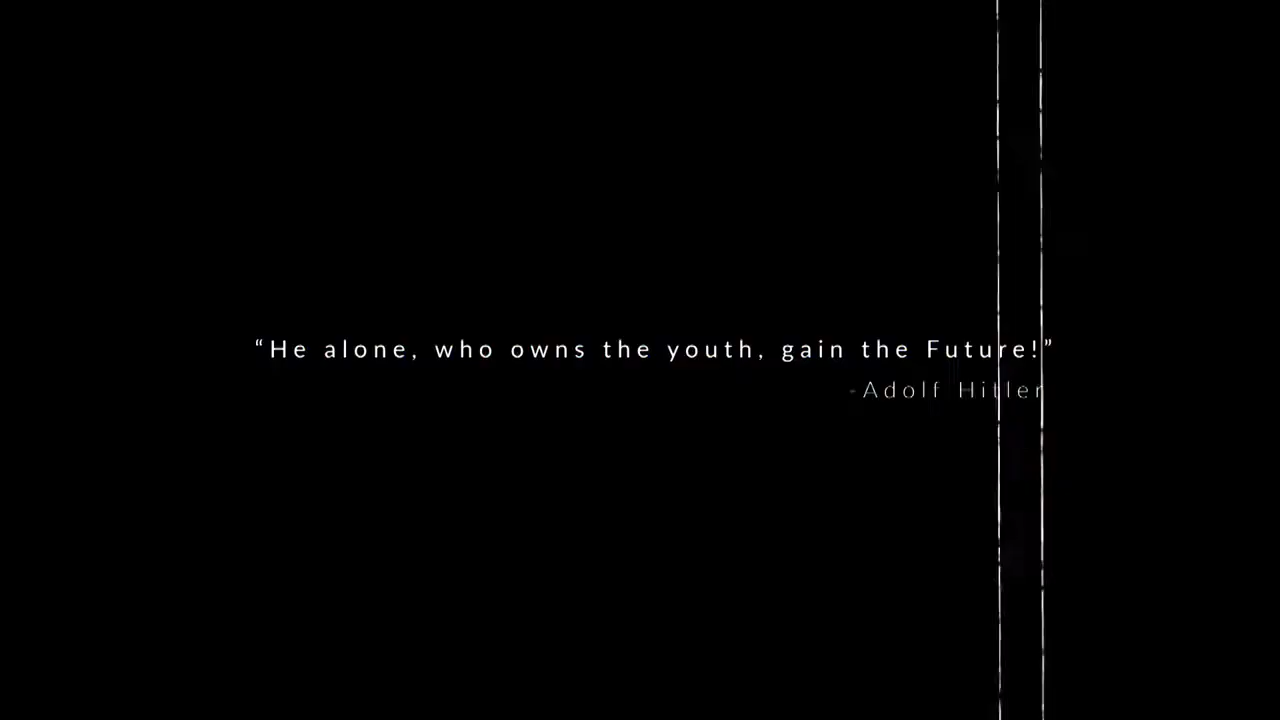 “He alone, who owns the youth, gain the Future!”
-Adolf Hitler